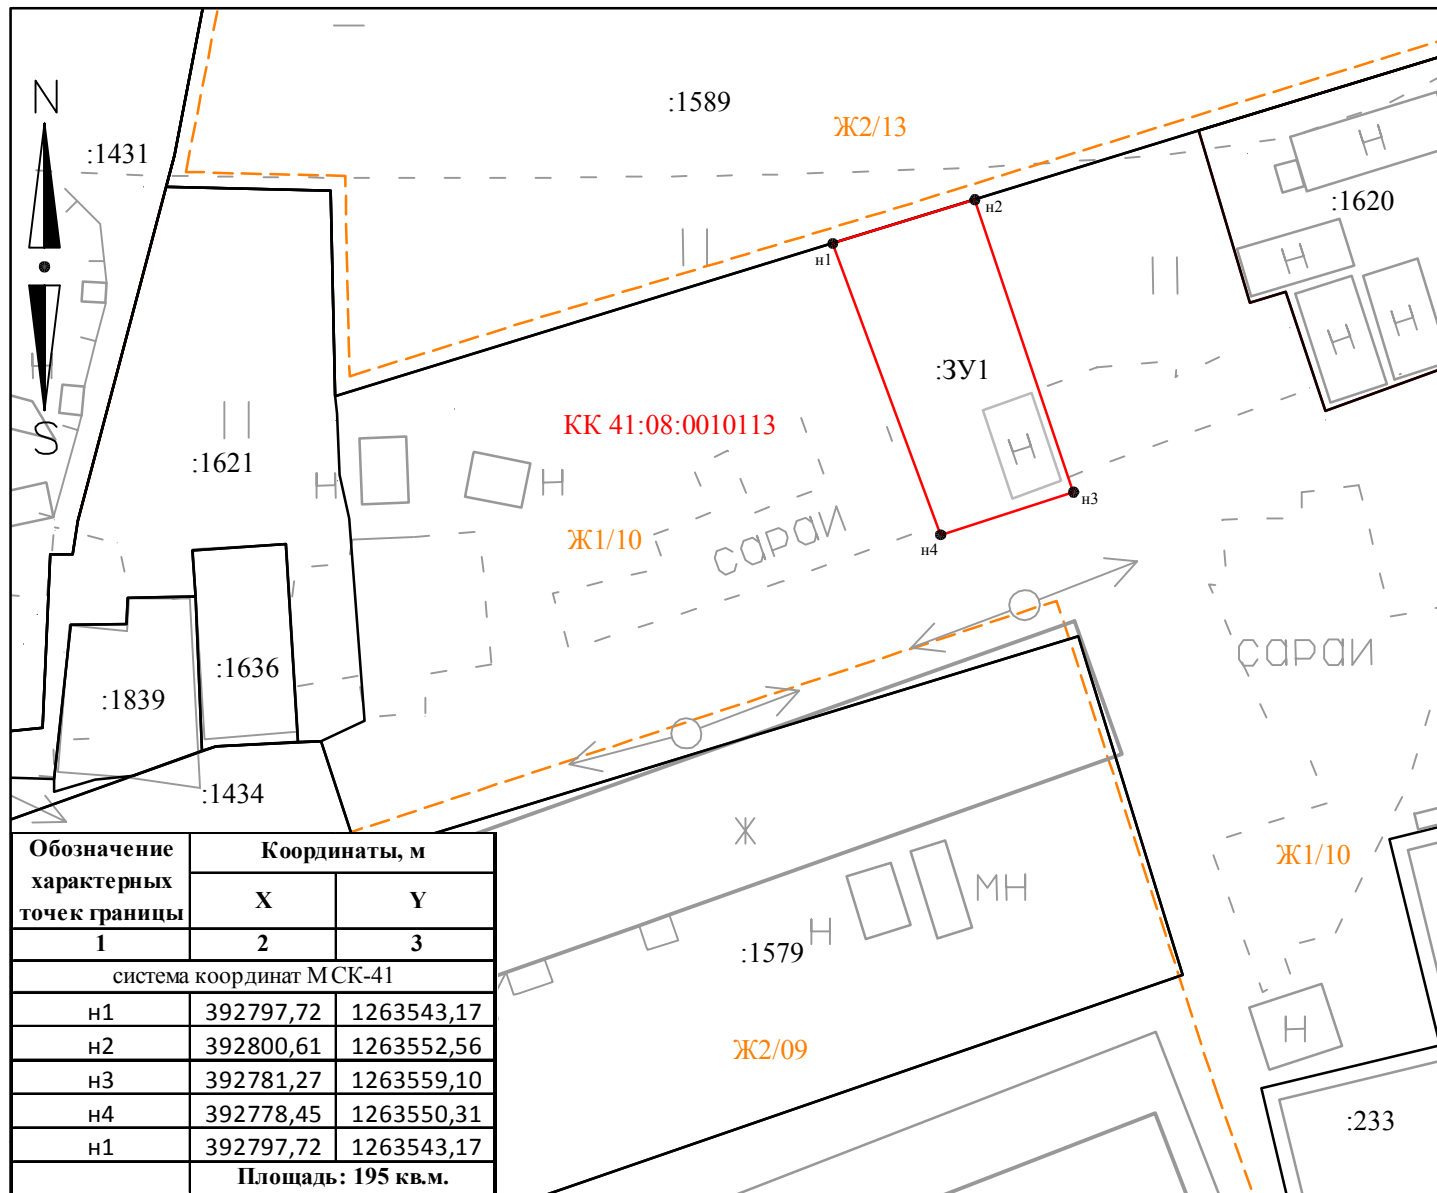 N
:1431
:1589
Ж2/13
н2
:1620
Н
Н
н1
Н
Н
Н
:ЗУ1
КК 41:08:0010113
Н
:1621
Н
Н
н3
Ж1/10
сараи
н4
S
:1636
:1839
сараи
:1434
Ж
Ж1/10
Н
МН
:1579
Н
Ж2/09
:233
Обозначение характерных точек границы
Координаты, м
X Y
1 2 3
система координат МСК-41
н1 392797,72 1263543,17
н2 392800,61 1263552,56
н3 392781,27 1263559,10
н4 392778,45 1263550,31
н1 392797,72 1263543,17
Площадь: 195 кв.м.